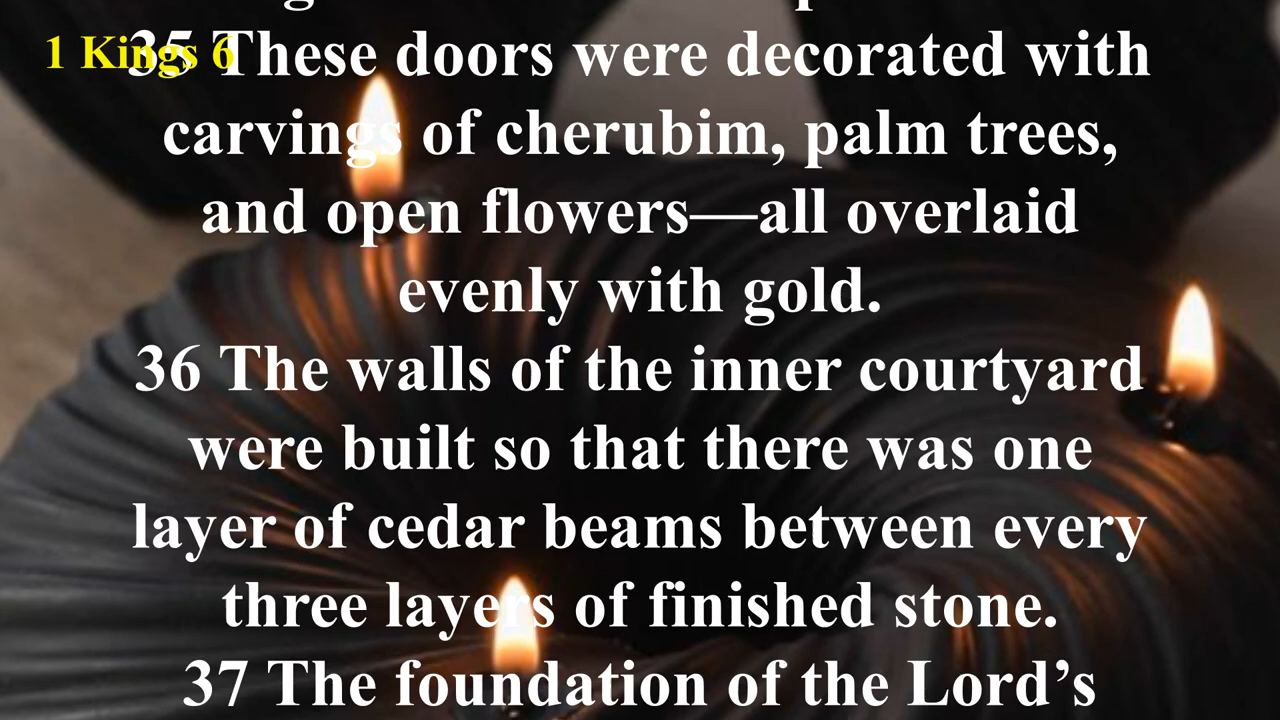 1 Kings 6
35 These doors were decorated with
carvings of cherubim, palm trees,
and open flowers—all overlaid
evenly with gold.
36 The walls of the inner courtyard
were built so that there was one
layer of cedar beams between every
three layers of finished stone.
37 The foundation of the Lord’s